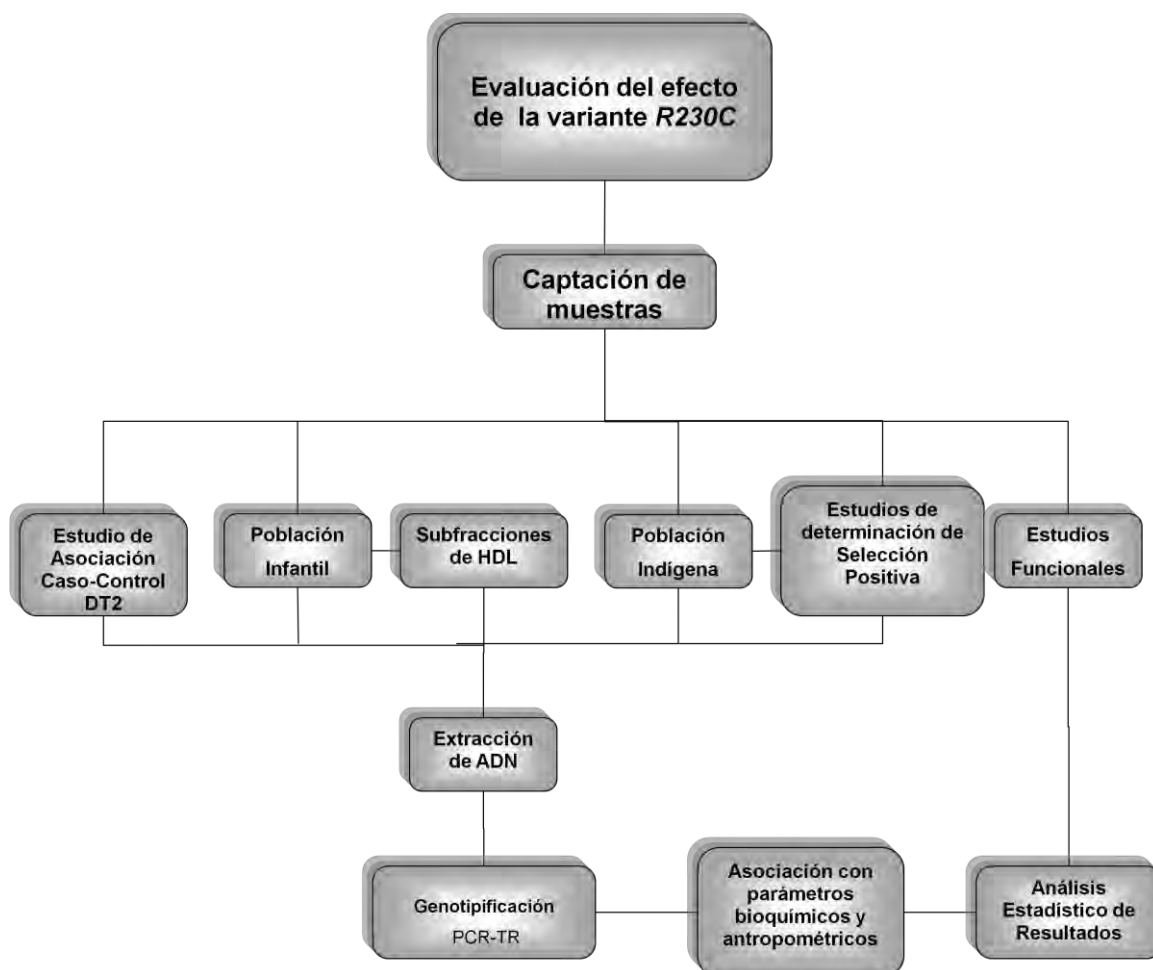 Evaluación del efecto
de la variante R230C
Captación de
muestras
Estudio de
Asociación
Caso-Control
DT2
Población
Infantil
Subfracciones
de HDL
Población
Indígena
Estudios de
determinación de
Selección
Positiva
Estudios
Funcionales
Extracción
de ADN
Genotipificación
PCR-TR
Asociación con
parámetros
bioquímicos y
antropométricos
Análisis
Estadístico de
Resultados